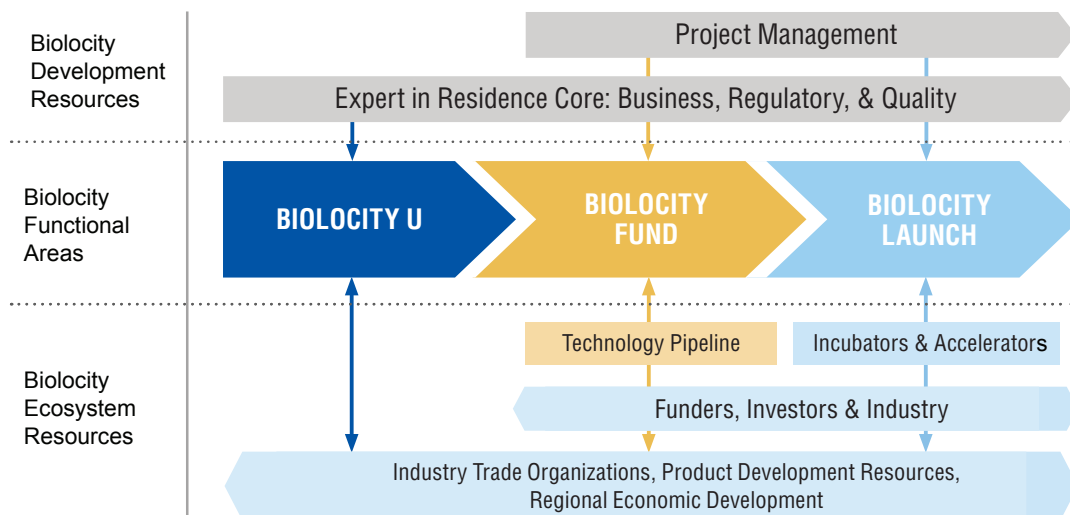 Biolocity
Development
Resources
Project Management
Expert in Residence Core: Business, Regulatory, & Quality
Biolocity
Functional
Areas
BIOLOCITY U
BIOLOCITY
FUND
BIOLOCITY
LAUNCH
Biolocity
Ecosystem
Resources
Technology Pipeline
Incubators & Accelerators
Funders, Investors & Industry
Industry Trade Organizations, Product Development Resources,
Regional Economic Development